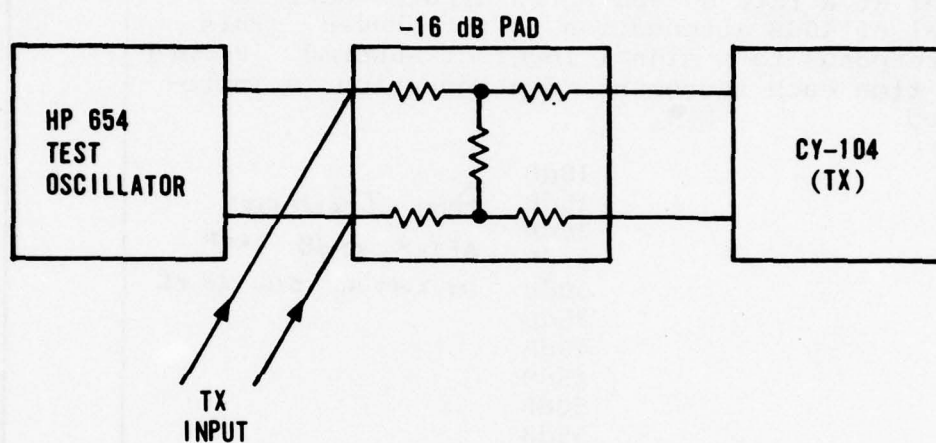 -16 dB PAD
HP 654
TEST
OSCILLATOR
CY-104
(TX)
TX
INPUT